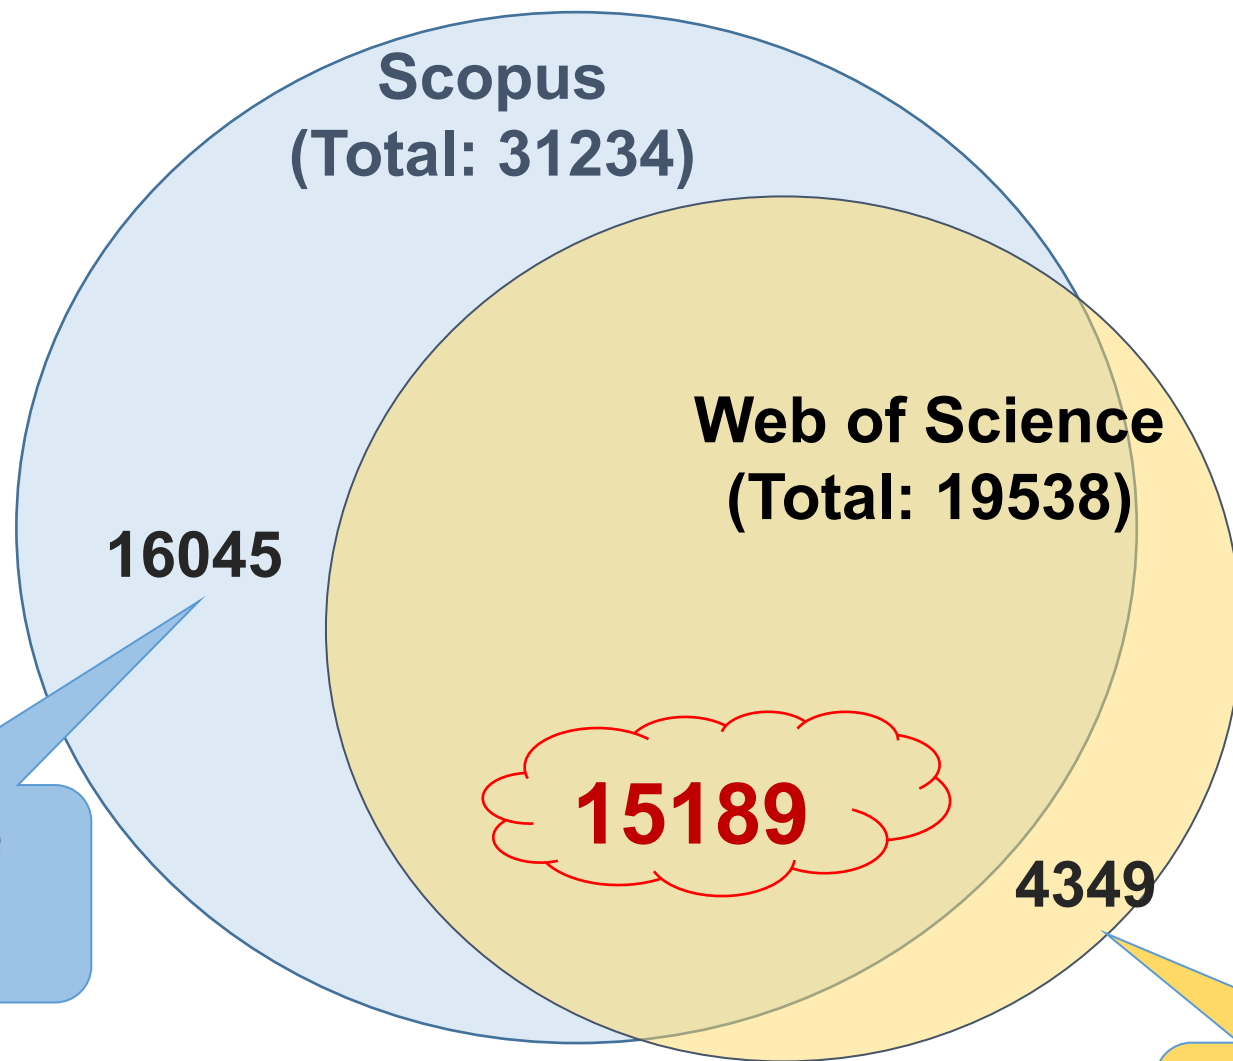 Scopus
(Total: 31234)
Web of Science
(Total: 19538)
16045
15189
4349